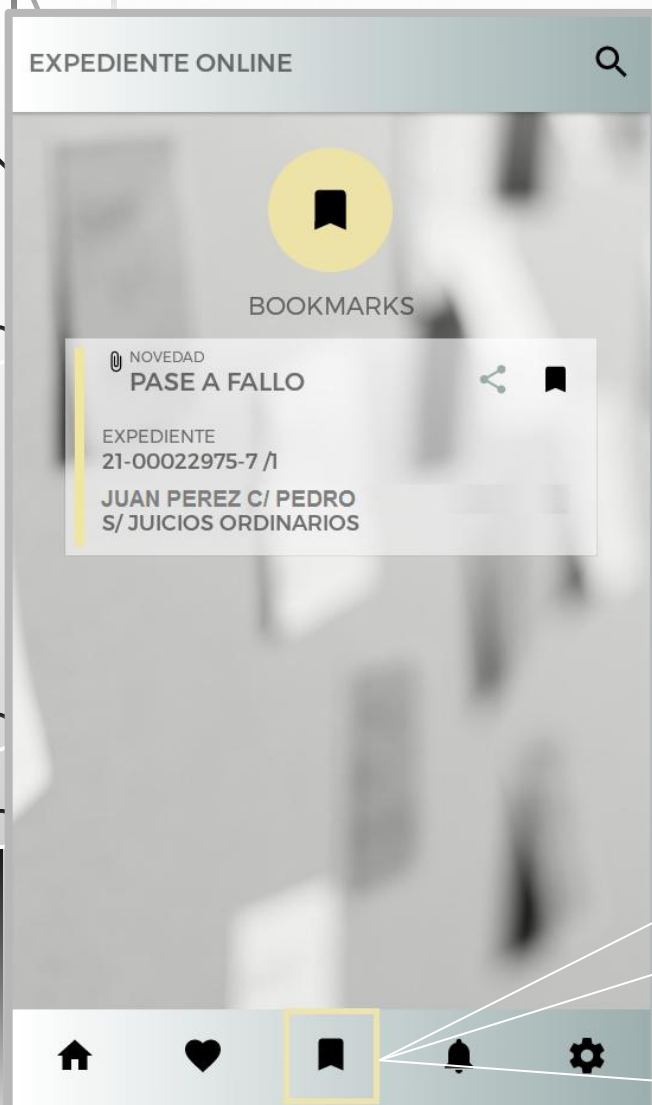 EXPEDIENTE ONLINE
BOOKMARKS
NOVEDAD
PASE A FALLO
EXPEDIENTE
21-00022975-7 /1
JUAN PEREZ C/ PEDRO
S/ JUICIOS ORDINARIOS